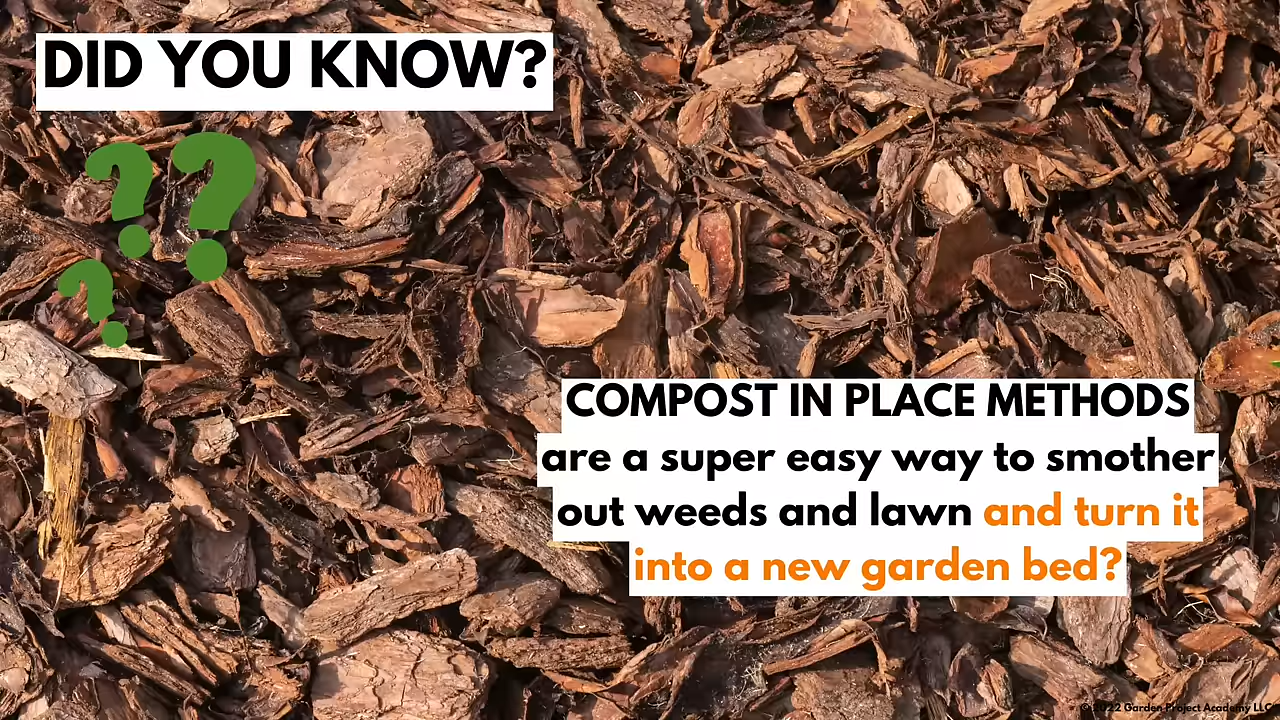 DID YOU KNOW?
? ?
?
COMPOST IN PLACE METHODS
are a super easy way to smother
out weeds and lawn and turn it
into a new garden bed?
© 2022 Garden Project Academy LLC